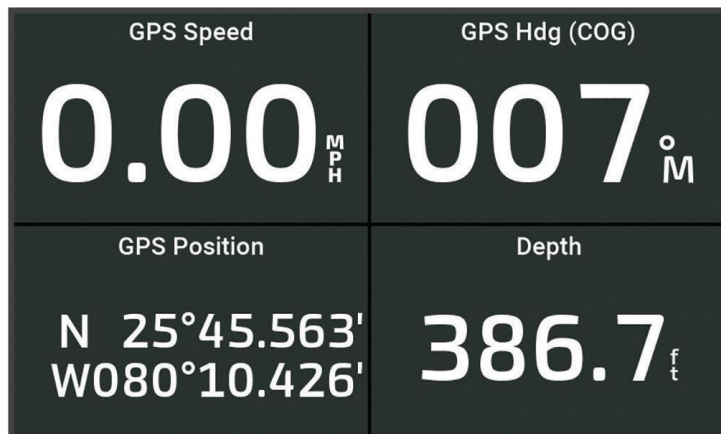 GPS Speed
0.00 MPH
GPS Hdg (COG)
007 °M
GPS Position
N 25°45.563'
W080°10.426'
Depth
386.7 ft